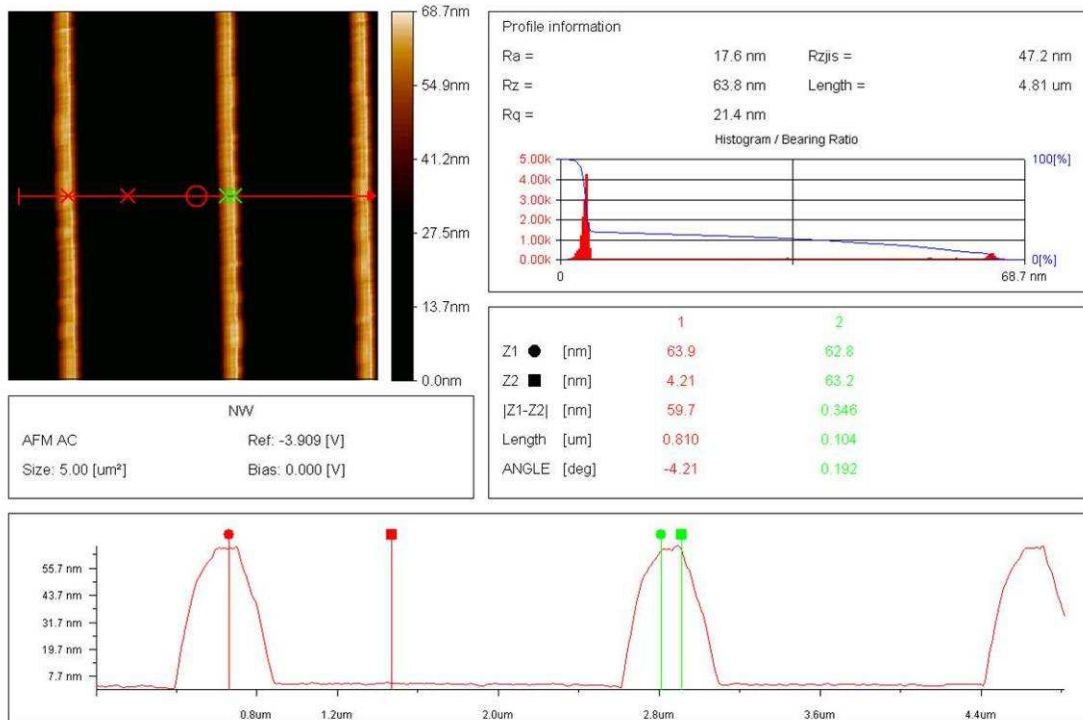 68.7nm
54.9nm
41.2nm
27.5nm
13.7nm
0.0nm
Profile information
Ra = 17.6 nm Rzjis = 47.2 nm
Rz = 63.8 nm Length = 4.81 um
Rq = 21.4 nm
Histogram / Bearing Ratio
5.00k 100[%]
4.00k
3.00k
2.00k
1.00k
0.00k 0[%]
0 68.7 nm
1 2
Z1 [nm] 63.9 62.8
Z2 [nm] 4.21 63.2
|Z1-Z2| [nm] 59.7 0.346
Length [um] 0.810 0.104
ANGLE [deg] -4.21 0.192
NW
AFM AC Ref: -3.909 [V]
Size: 5.00 [um²] Bias: 0.000 [V]
55.7 nm
43.7 nm
31.7 nm
19.7 nm
7.7 nm
0.8um 1.2um 2.0um 2.8um 3.6um 4.4um